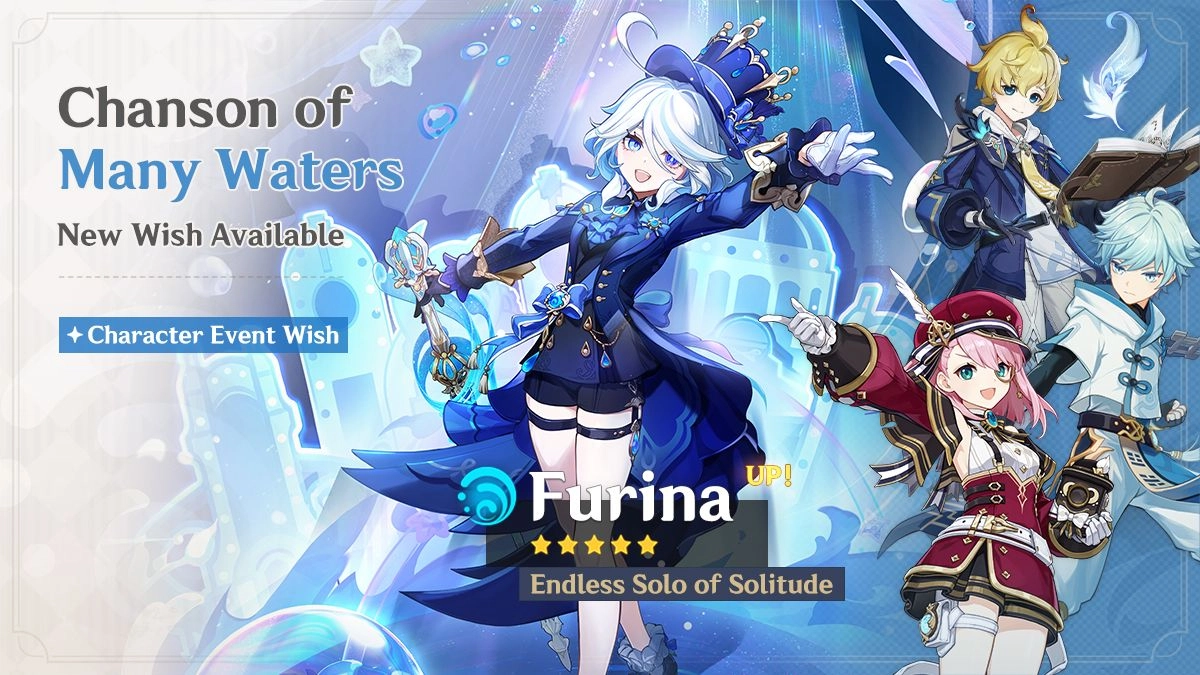 Chanson of
Many Waters
New Wish Available
Character Event Wish
Furina UP!
Endless Solo of Solitude